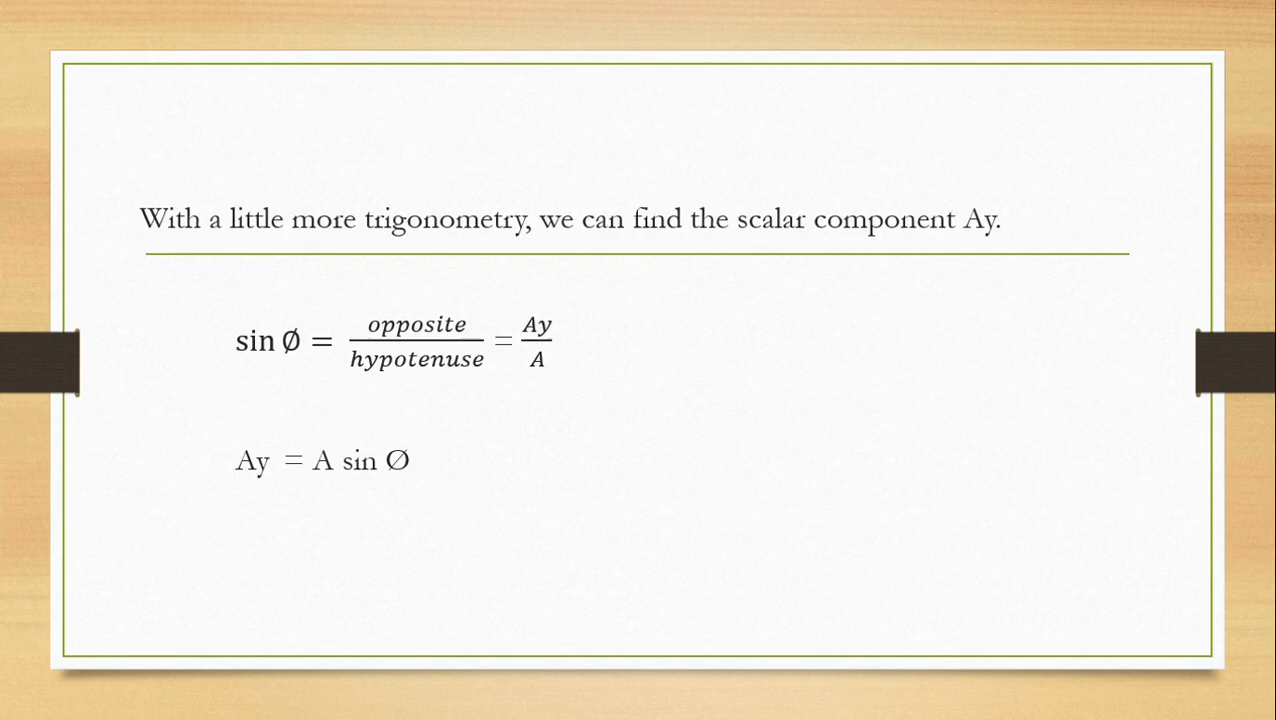 With a little more trigonometry, we can find the scalar component Ay.
sin ∅ = opposite/hypotenuse = Ay/A
Ay = A sin Ø